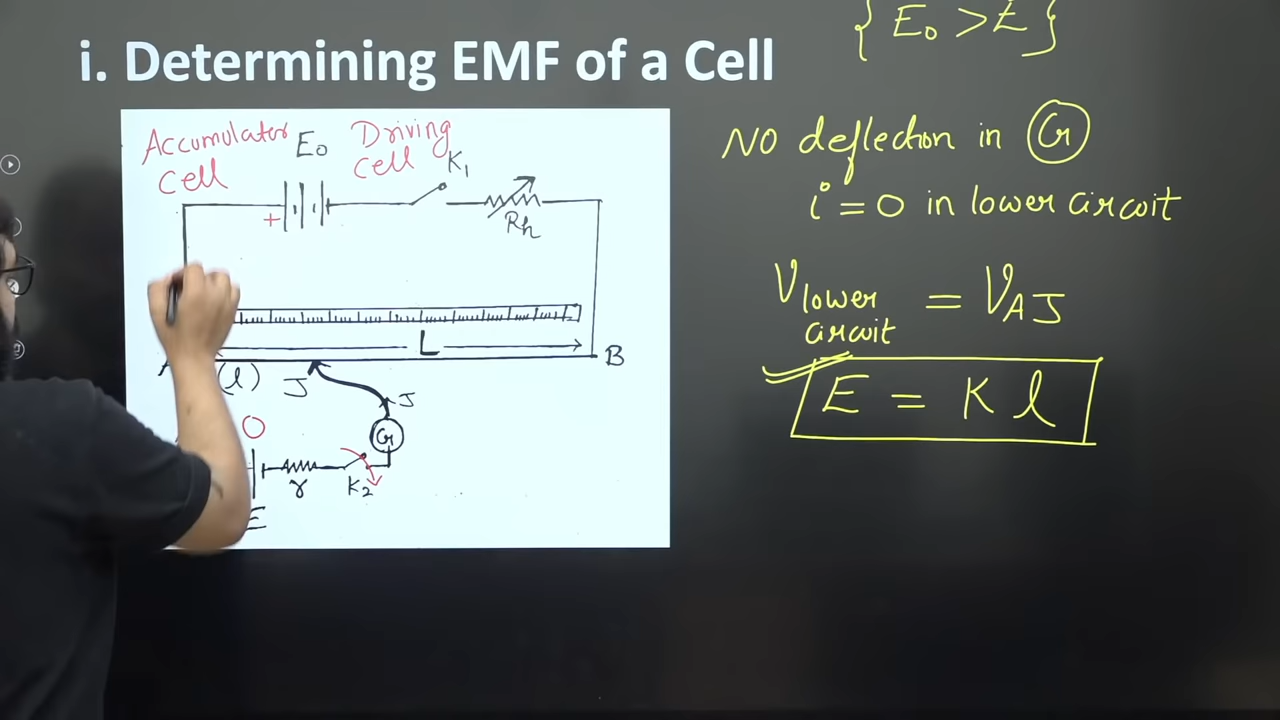 { E₀ > E }
i. Determining EMF of a Cell
Accumulator
cell
E₀
Driving
cell
K₁
+
Rh
L
B
(l)
J
J
G
O
r
K₂
E
NO deflection in G
i = 0 in lower circuit
V lower circuit = V AJ
E = K l